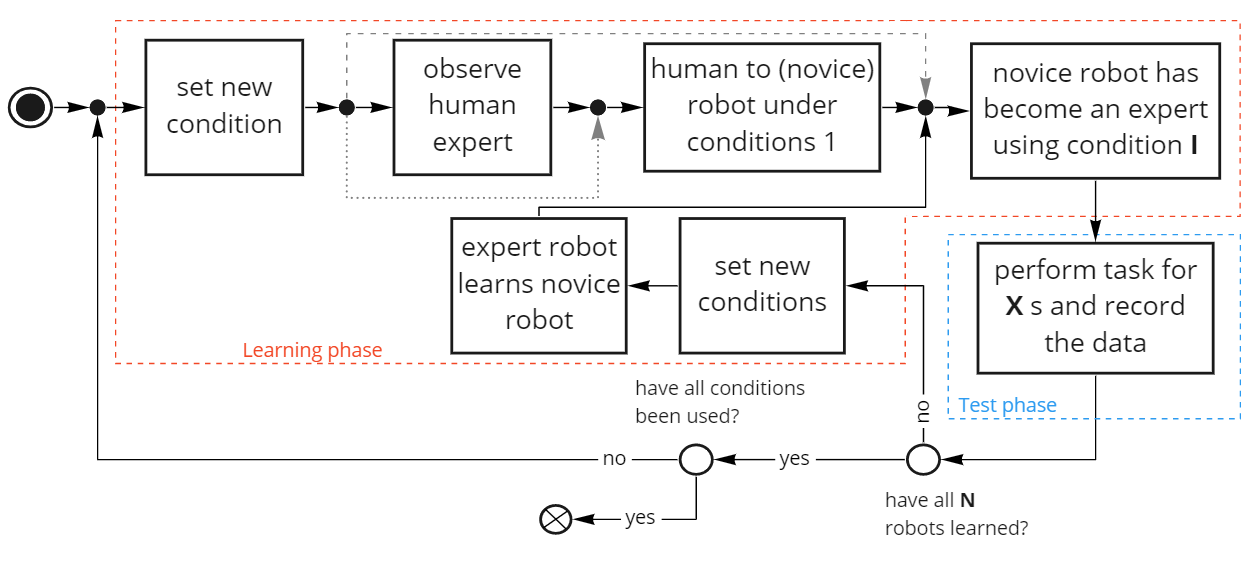 set new
condition
observe
human
expert
human to (novice)
robot under
conditions 1
novice robot has
become an expert
using condition I
expert robot
learns novice
robot
set new
conditions
perform task for
X s and record
the data
Learning phase
Test phase
have all conditions
been used?
no
no
yes
yes
have all N
robots learned?